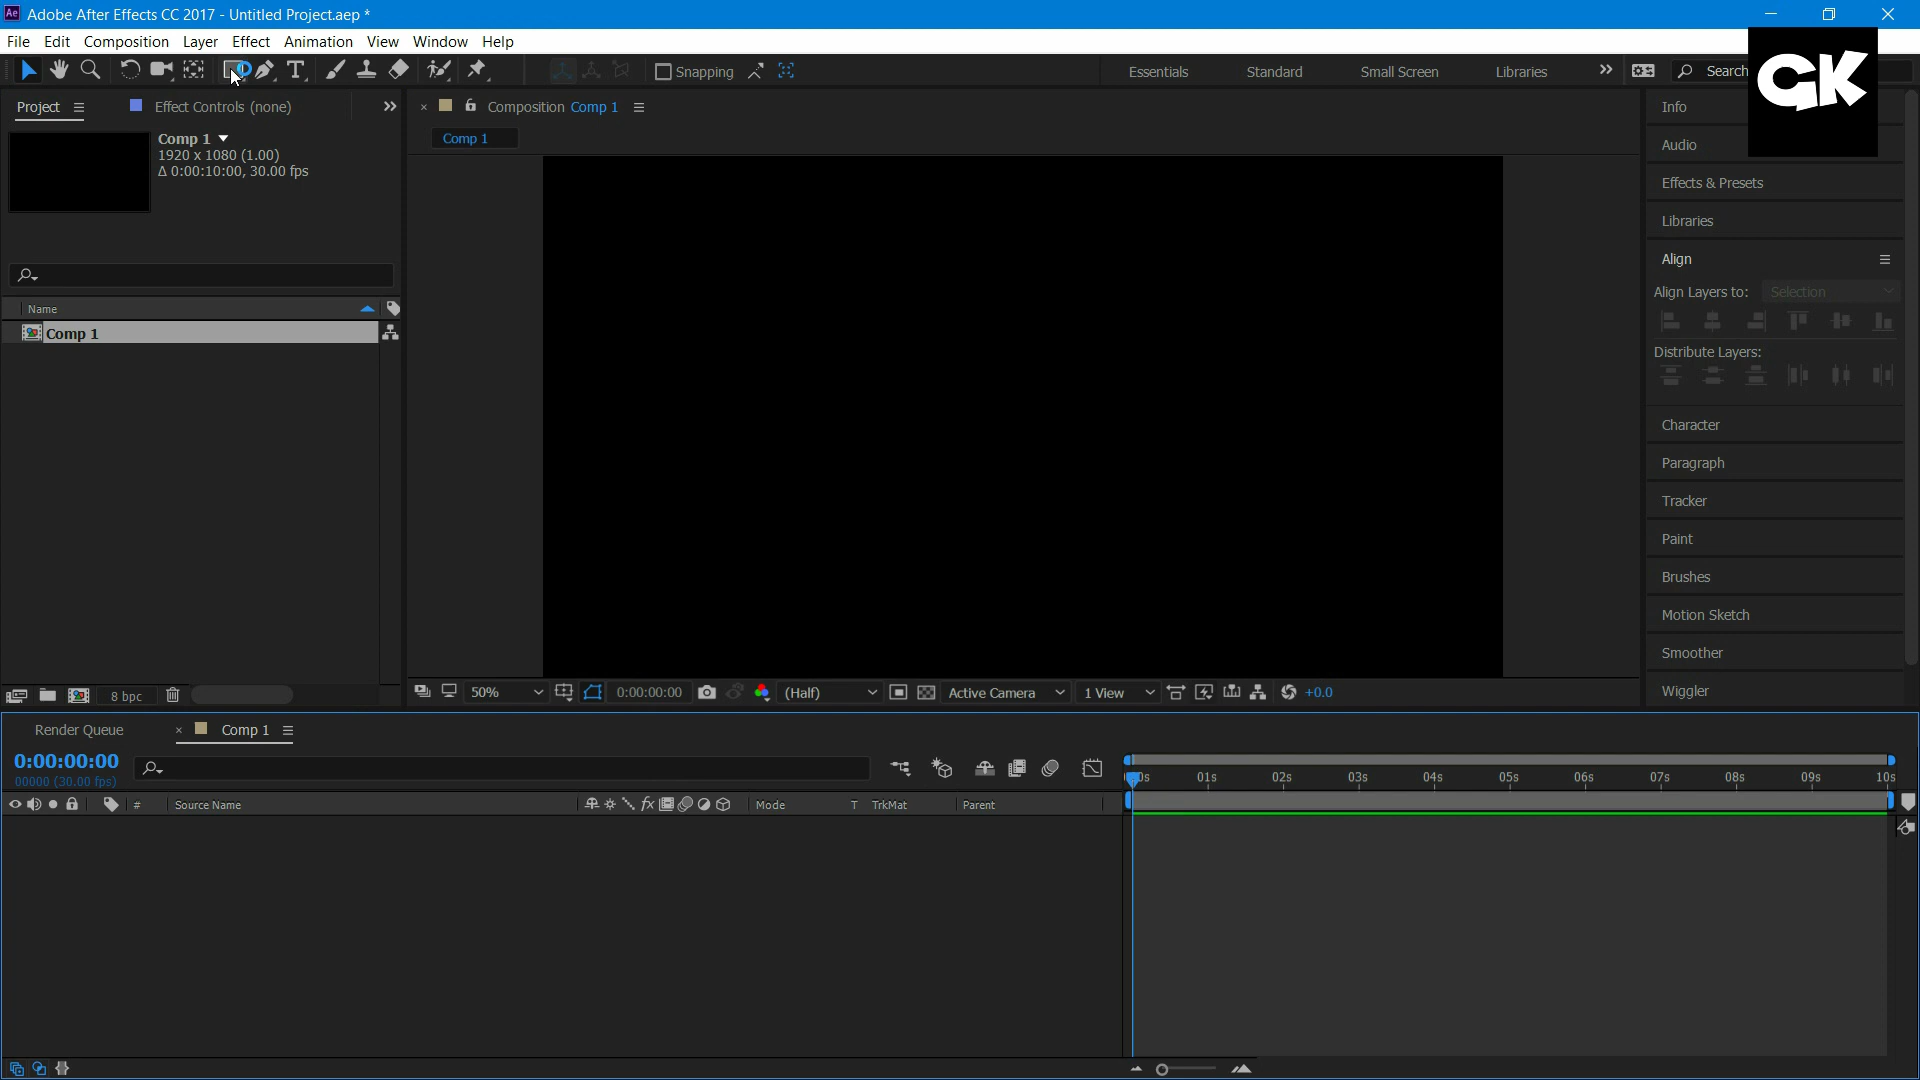 Ae Adobe After Effects CC 2017 - Untitled Project.aep *
File Edit Composition Layer Effect Animation View Window Help
Snapping Essentials Standard Small Screen Libraries Search
GK
Project Effect Controls (none)
Composition Comp 1
Comp 1
Comp 1
1920 x 1080 (1.00)
Δ 0:00:10:00, 30.00 fps
Name
Comp 1
8 bpc
50% 0:00:00:00 (Half) Active Camera 1 View +0.0
Info
Audio
Effects & Presets
Libraries
Align
Align Layers to: Selection
Distribute Layers:
Character
Paragraph
Tracker
Paint
Brushes
Motion Sketch
Smoother
Wiggler
Render Queue Comp 1
0:00:00:00
00000 (30.00 fps)
# Source Name fx Mode T TrkMat Parent
0s 01s 02s 03s 04s 05s 06s 07s 08s 09s 10s